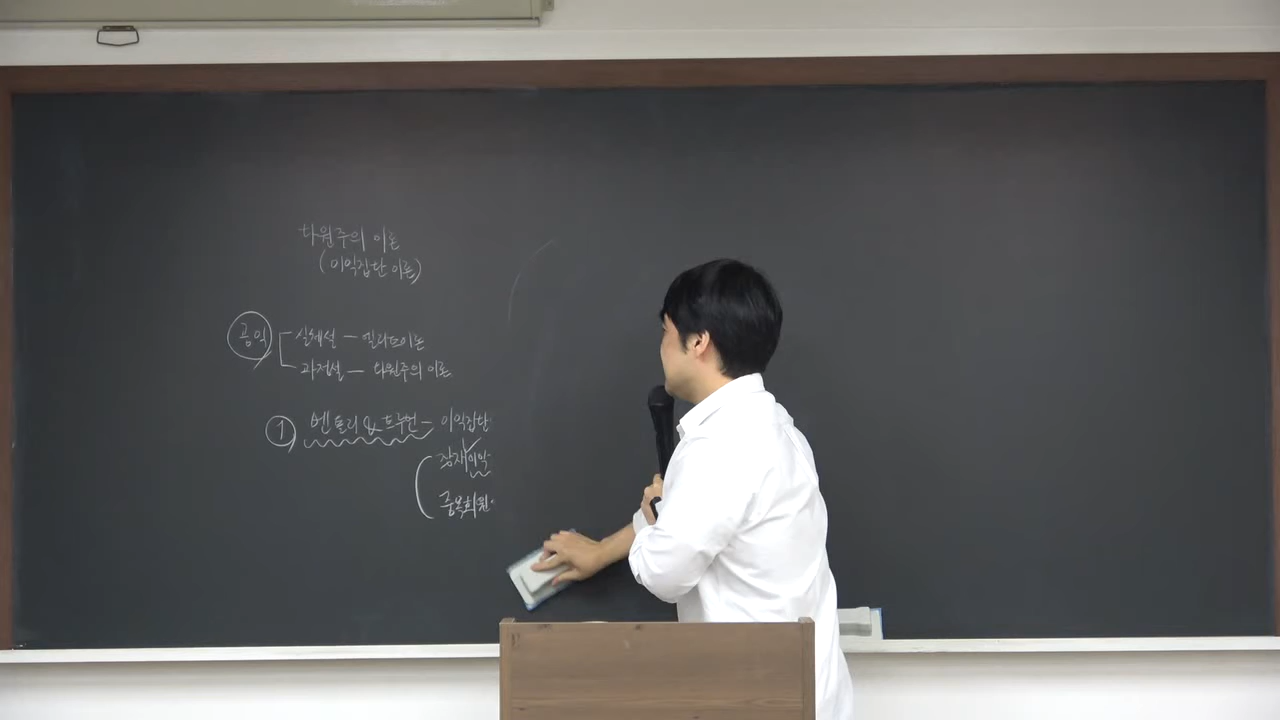 다원주의 이론
(이익집단 이론)
공익
실체설 - 엘리트이론
과정설 - 다원주의 이론
① 벤틀리 & 트루먼 - 이익집단
잠재이익
중복회원